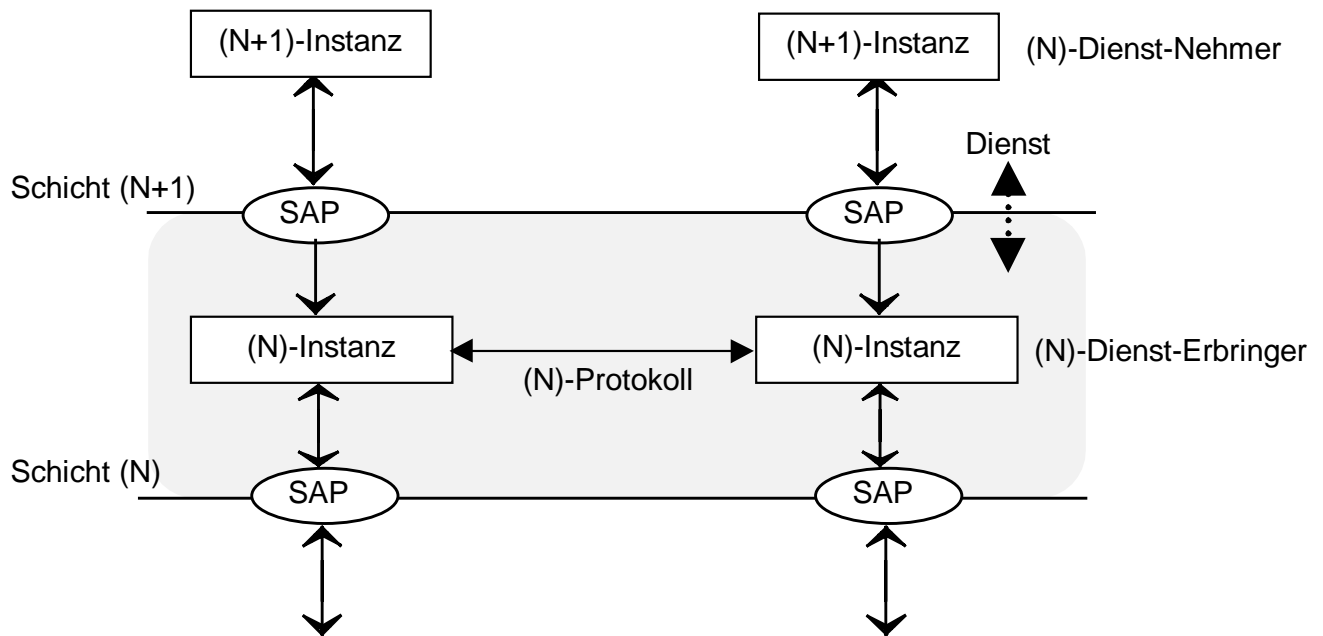 (N+1)-Instanz
(N+1)-Instanz
(N)-Dienst-Nehmer
Dienst
Schicht (N+1)
SAP
SAP
(N)-Instanz
(N)-Protokoll
(N)-Instanz
(N)-Dienst-Erbringer
Schicht (N)
SAP
SAP